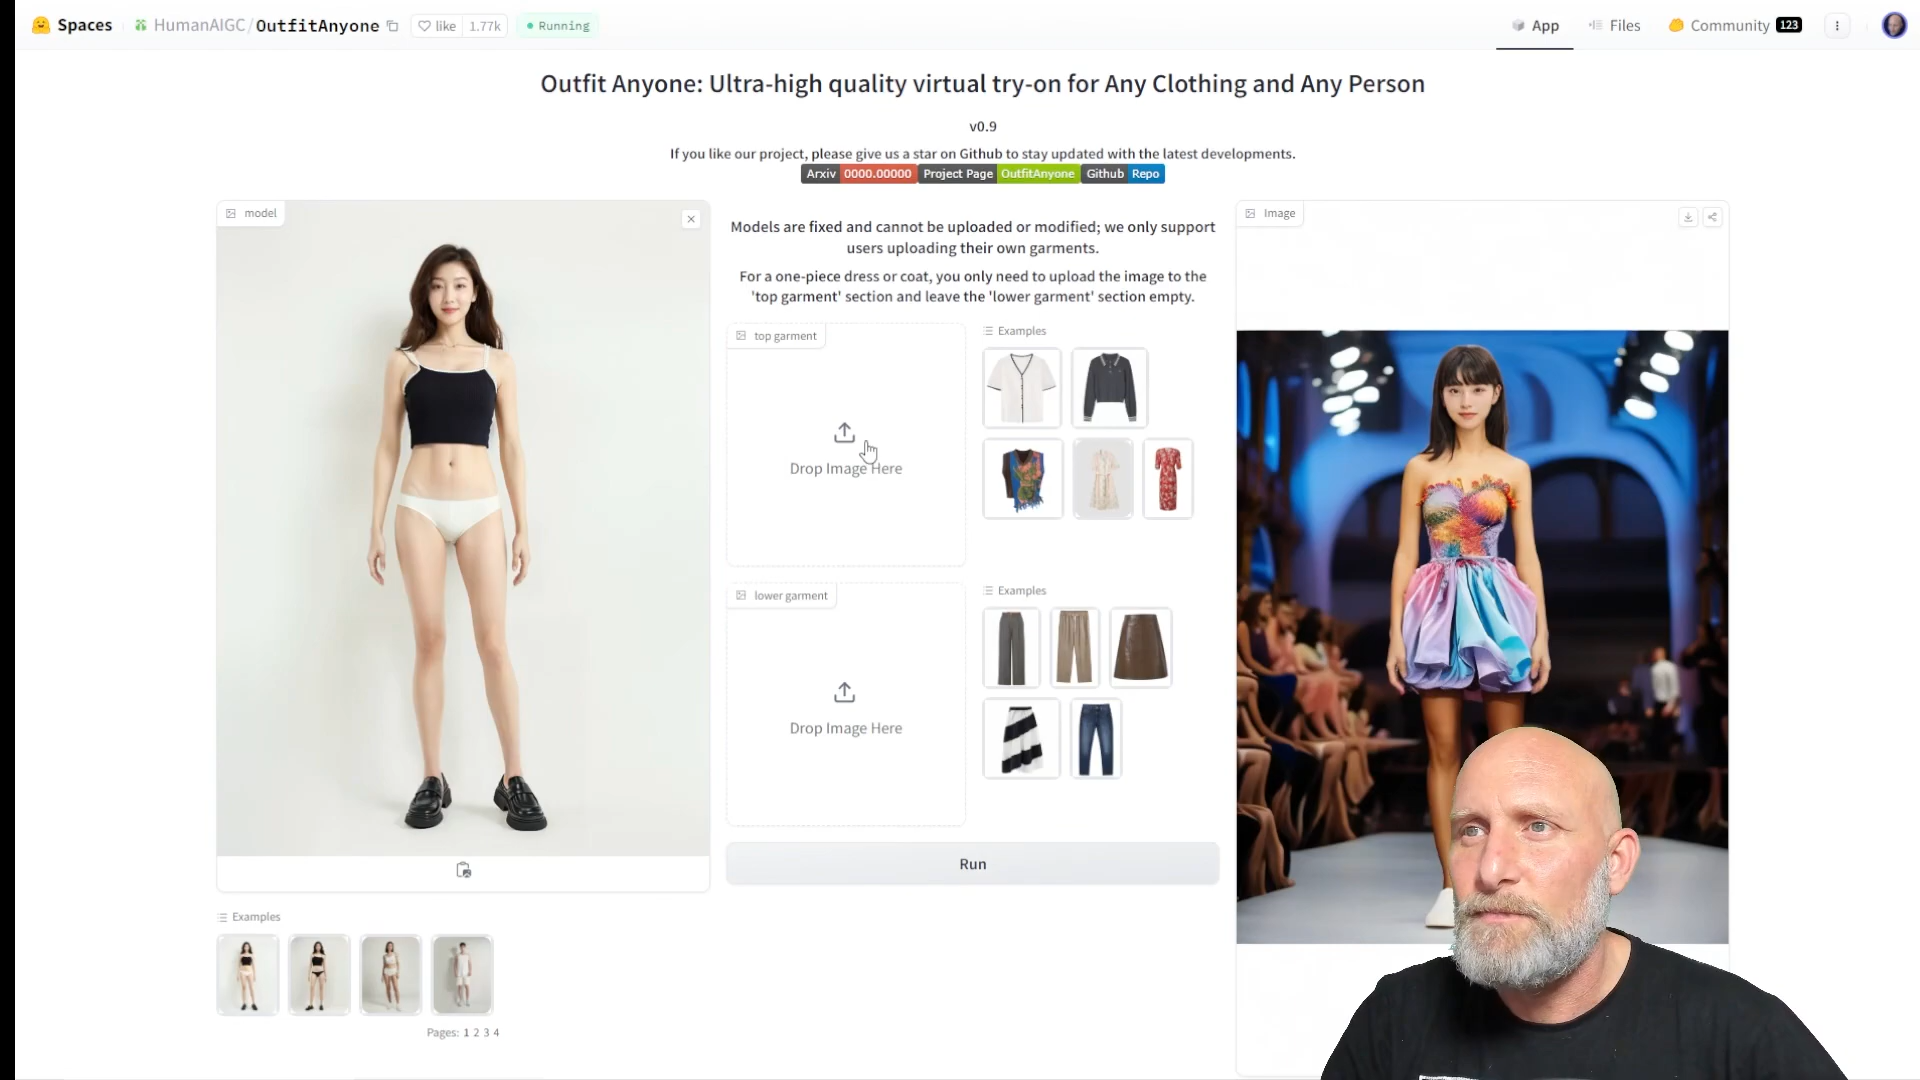 Spaces HumanAIGC/OutfitAnyone like 1.77k Running App Files Community 123
Outfit Anyone: Ultra-high quality virtual try-on for Any Clothing and Any Person
v0.9
If you like our project, please give us a star on Github to stay updated with the latest developments.
Arxiv 0000.00000 Project Page OutfitAnyone Github Repo
model
Models are fixed and cannot be uploaded or modified; we only support
users uploading their own garments.
For a one-piece dress or coat, you only need to upload the image to the
'top garment' section and leave the 'lower garment' section empty.
top garment
Drop Image Here
Examples
lower garment
Drop Image Here
Examples
Run
Image
Examples
Pages: 1 2 3 4